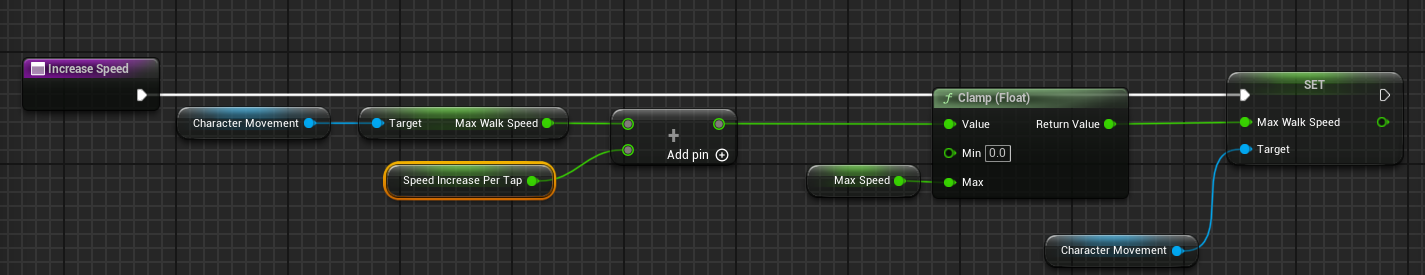 Increase Speed
Character Movement
Target Max Walk Speed
Speed Increase Per Tap
+
Add pin
Max Speed
f Clamp (Float)
Value Return Value
Min 0.0
Max
SET
Max Walk Speed
Target
Character Movement